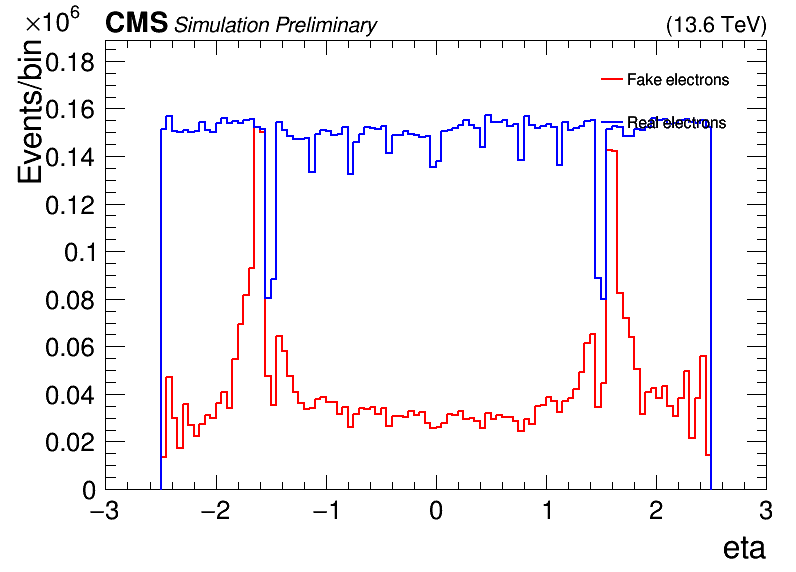 ×10⁶
CMS Simulation Preliminary
(13.6 TeV)
Events/bin
0.18
0.16
0.14
0.12
0.1
0.08
0.06
0.04
0.02
0
Fake electrons
Real electrons
−3 −2 −1 0 1 2 3
eta